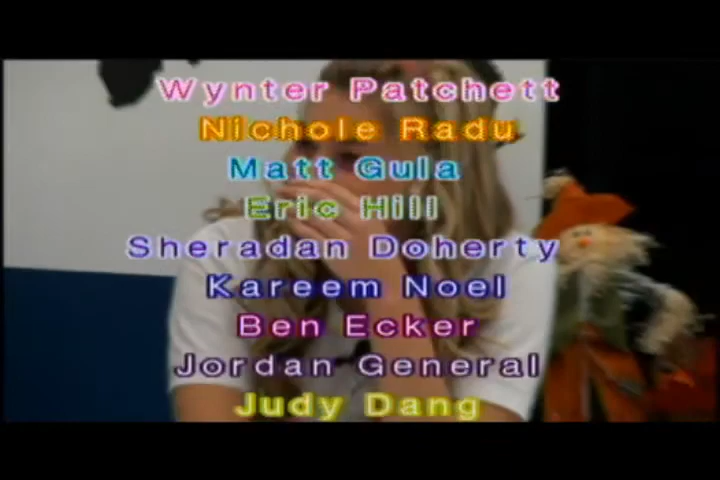 Wynter Patchett
Nichole Radu
Matt Gula
Eric Hill
Sheradan Doherty
Kareem Noel
Ben Ecker
Jordan General
Judy Dang